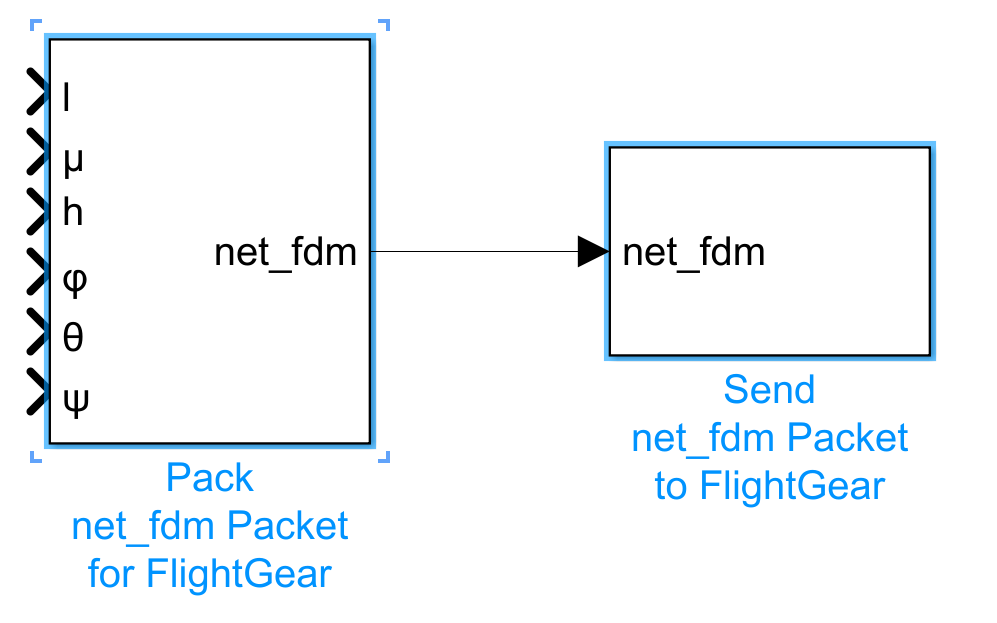 l
μ
h
φ
θ
ψ
net_fdm
net_fdm
Pack
net_fdm Packet
for FlightGear
Send
net_fdm Packet
to FlightGear